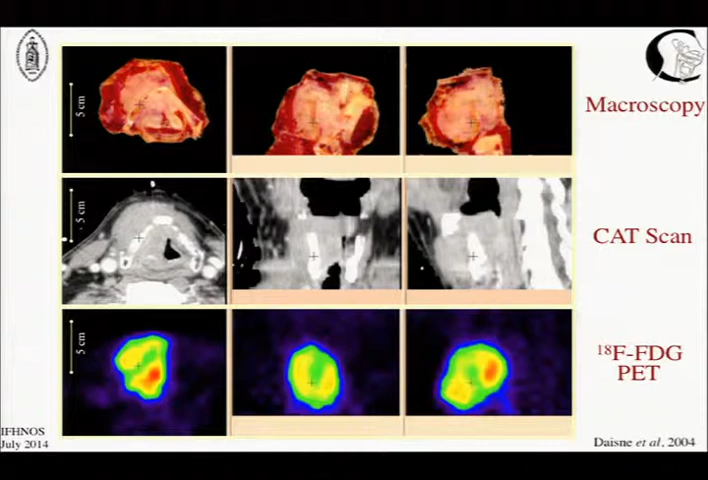 5 cm
Macroscopy
5 cm
CAT Scan
5 cm
18F-FDG
PET
IFHNOS
July 2014
Daisne et al, 2004